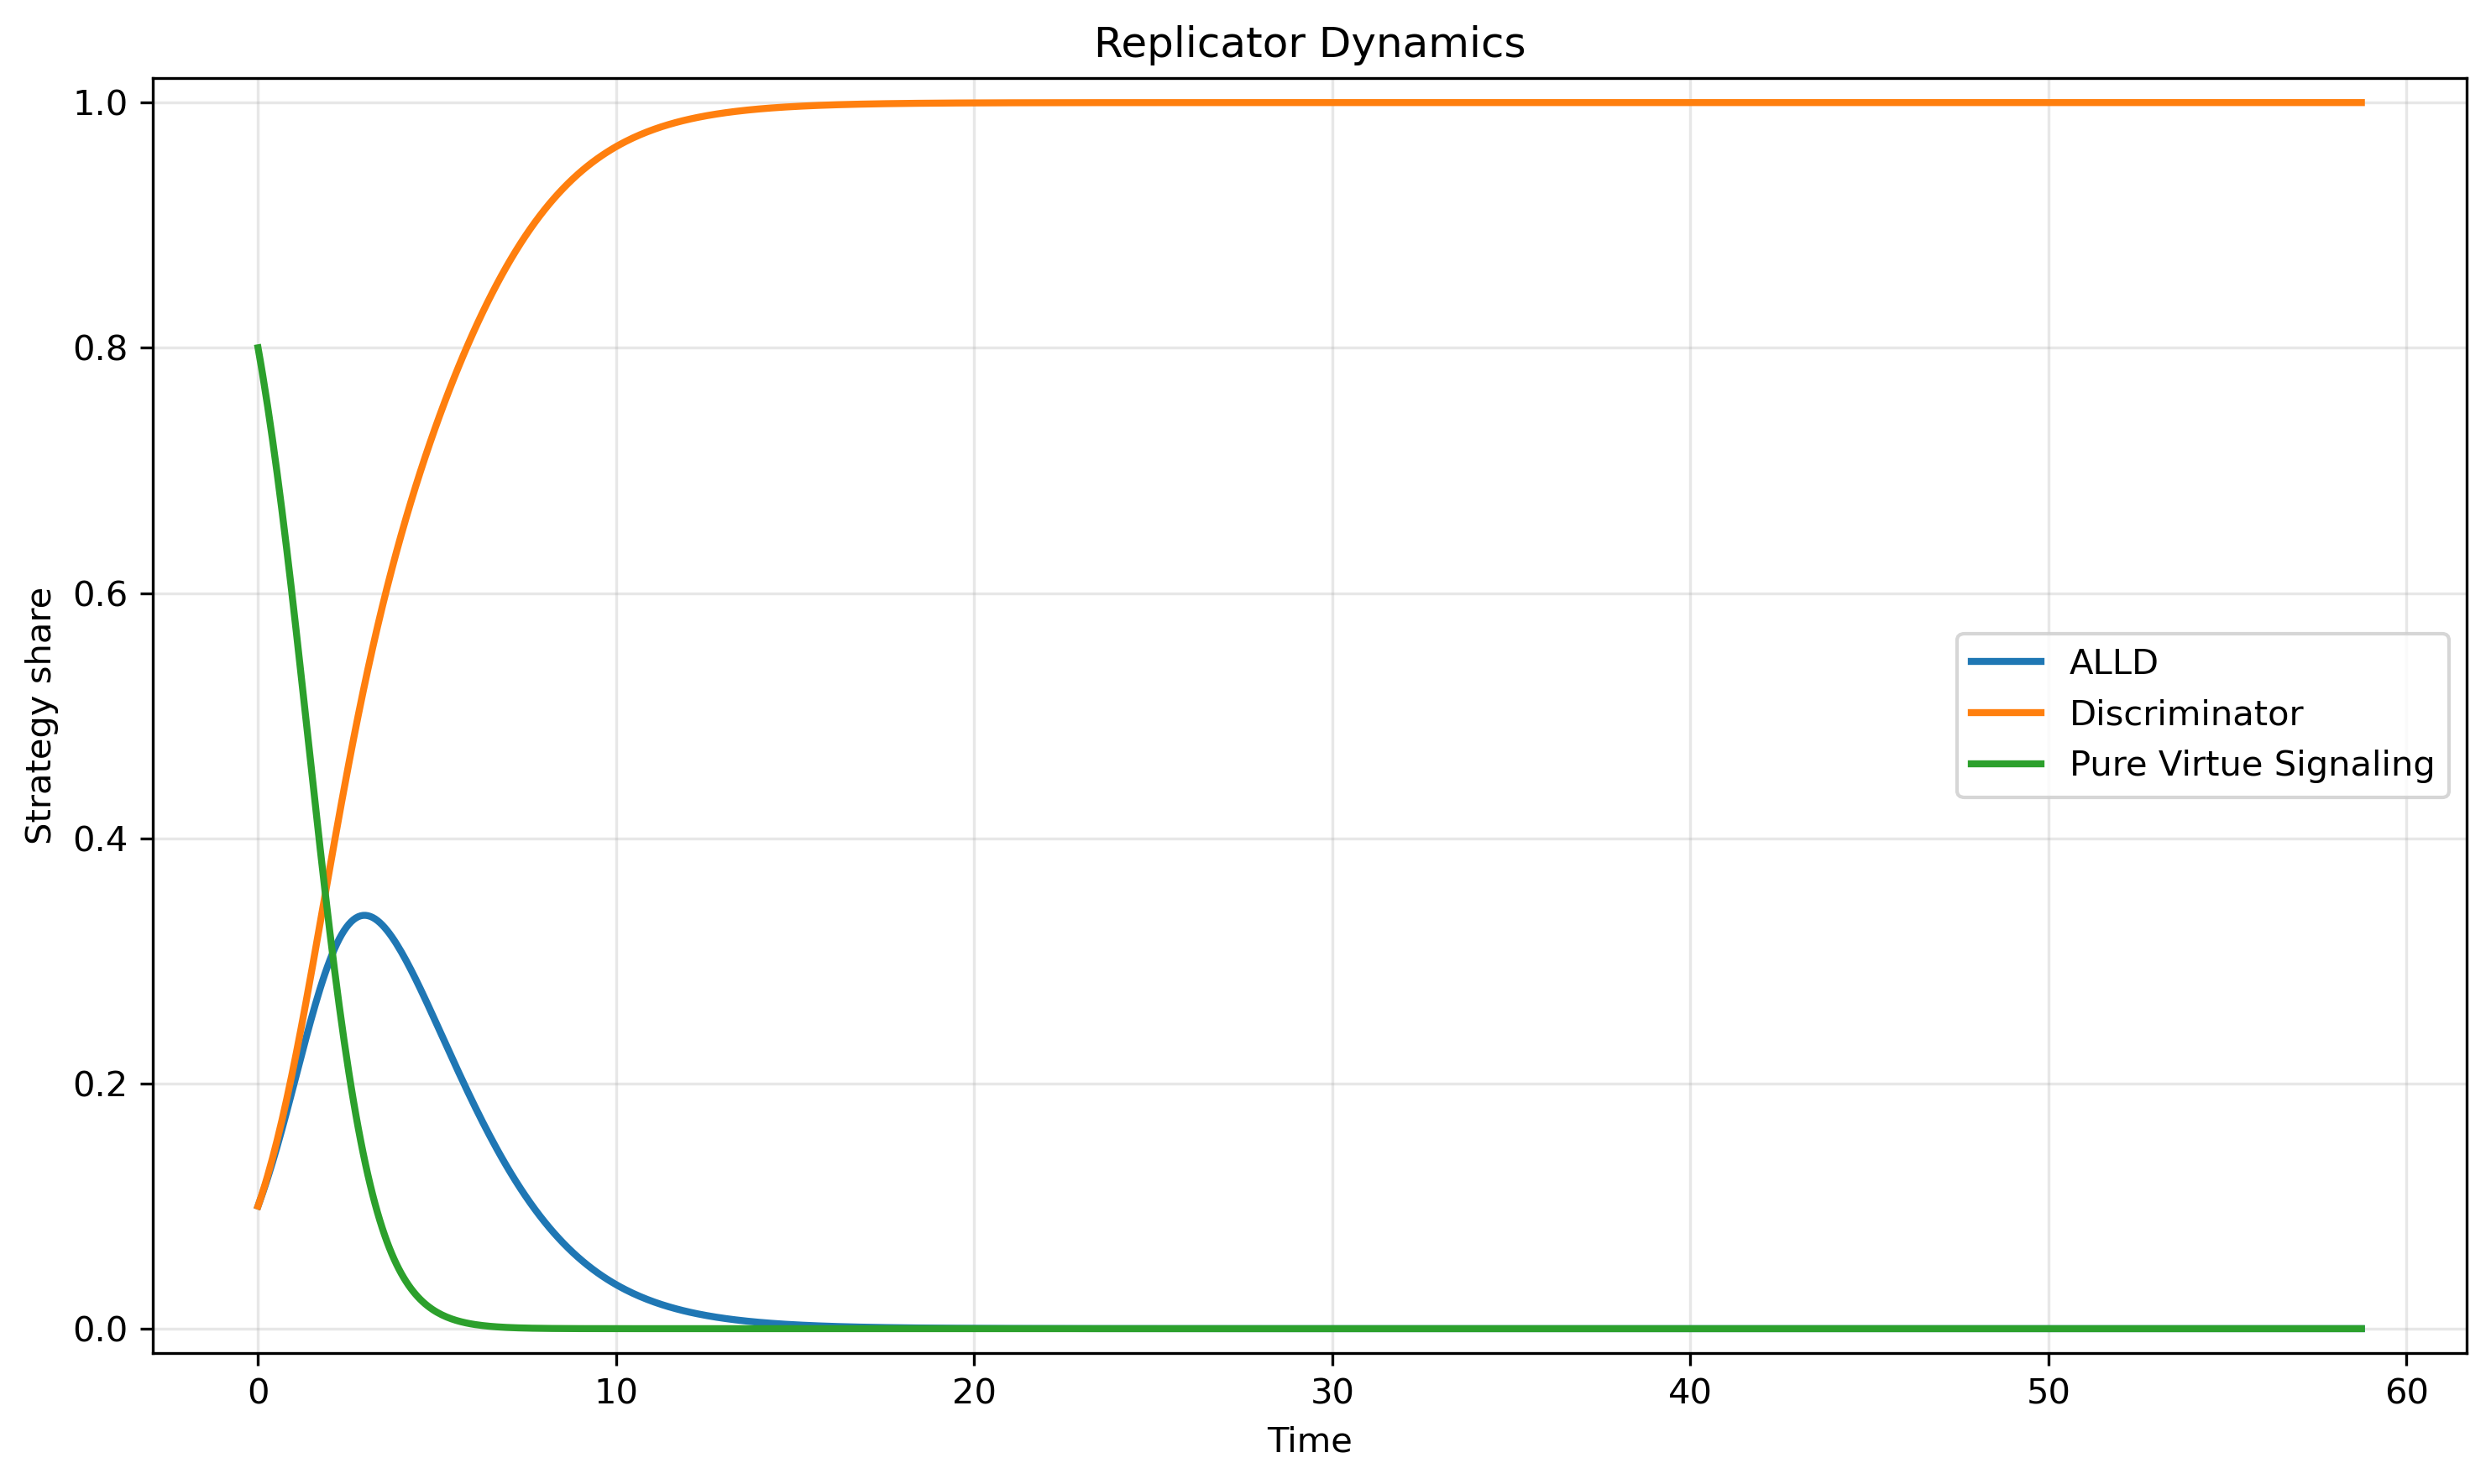 Replicator Dynamics
1.0
0.8
0.6
0.4
0.2
0.0
Strategy share
ALLD
Discriminator
Pure Virtue Signaling
0 10 20 30 40 50 60
Time